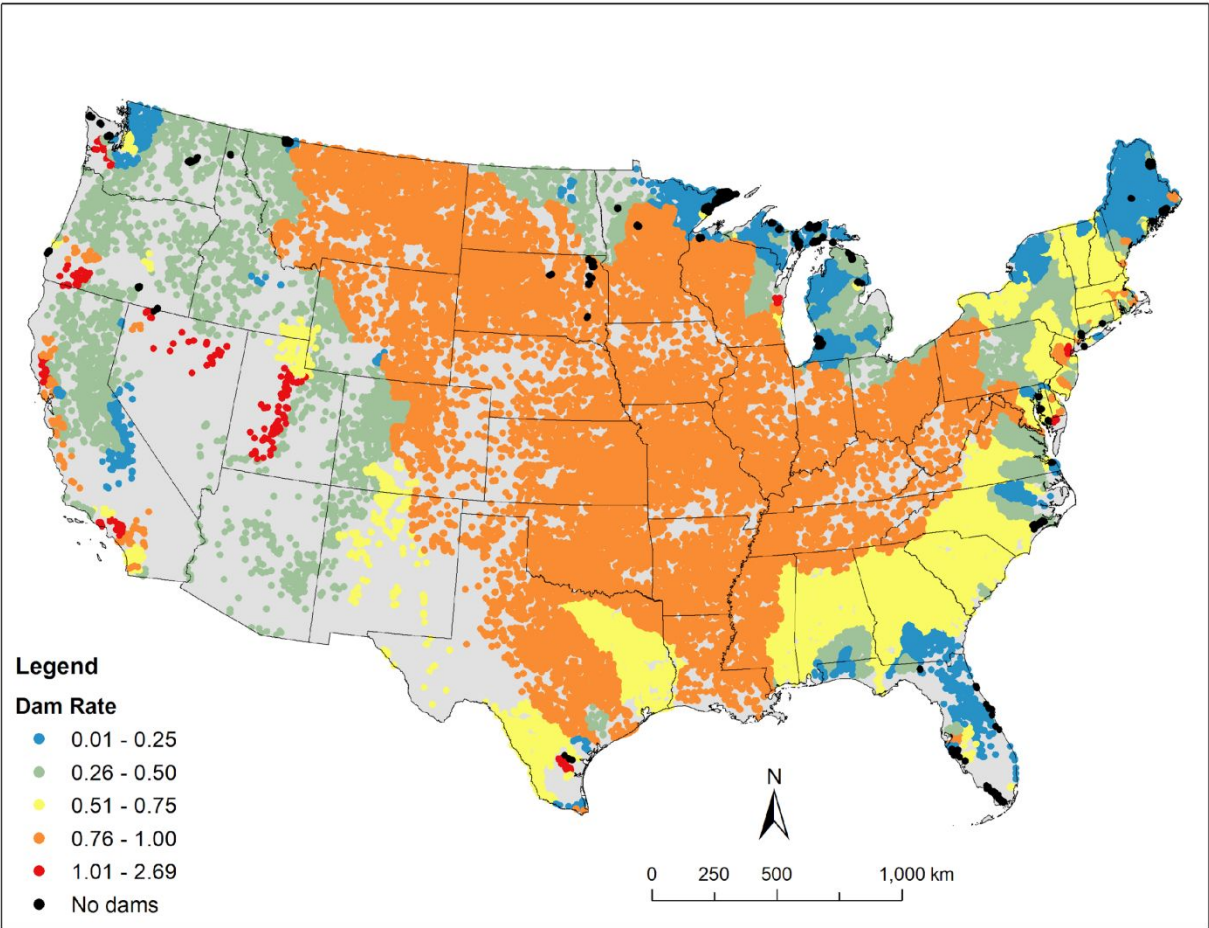 Legend
Dam Rate
0.01 - 0.25
0.26 - 0.50
0.51 - 0.75
0.76 - 1.00
1.01 - 2.69
No dams
N
0 250 500 1,000 km